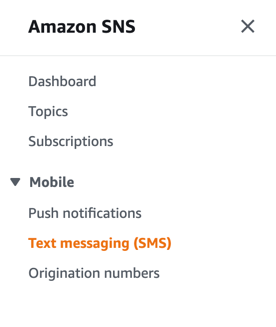 Amazon SNS
Dashboard
Topics
Subscriptions
Mobile
Push notifications
Text messaging (SMS)
Origination numbers